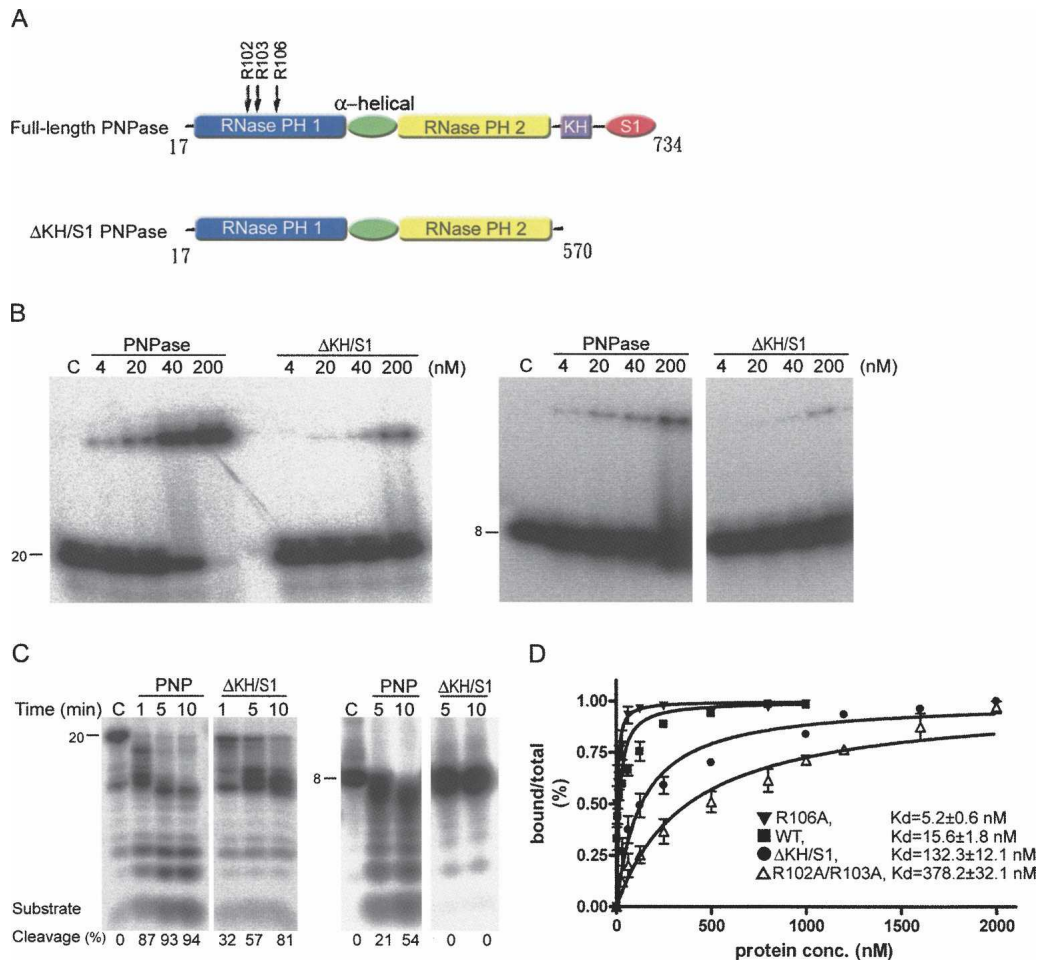 A
R102
R103
R106
α-helical
Full-length PNPase
RNase PH 1
RNase PH 2
KH
S1
17
734
ΔKH/S1 PNPase
RNase PH 1
RNase PH 2
17
570
B
PNPase
ΔKH/S1
C 4 20 40 200 4 20 40 200 (nM)
20
PNPase
ΔKH/S1
C 4 20 40 200 4 20 40 200 (nM)
8
C
PNP
ΔKH/S1
Time (min) C 1 5 10 1 5 10
20
Substrate
Cleavage (%) 0 87 93 94 32 57 81
PNP
ΔKH/S1
C 5 10 5 10
8
0 21 54 0 0
D
bound/total
(%)
1.00
0.75
0.50
0.25
0.00
R106A, Kd=5.2±0.6 nM
WT, Kd=15.6±1.8 nM
ΔKH/S1, Kd=132.3±12.1 nM
R102A/R103A, Kd=378.2±32.1 nM
0 500 1000 1500 2000
protein conc. (nM)